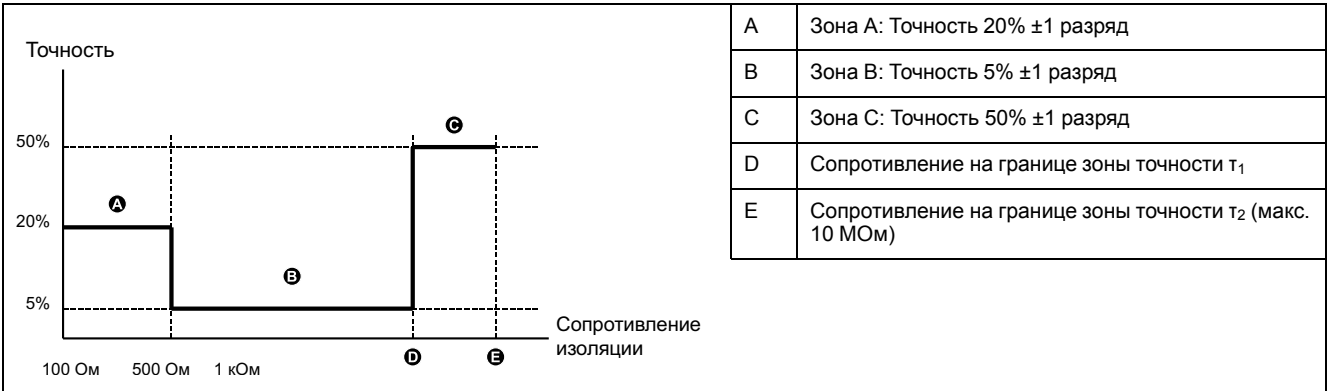 Точность
50%
20%
5%
A
B
C
Сопротивление
изоляции
D
E
100 Ом
500 Ом
1 кОм
A
Зона A: Точность 20% ±1 разряд
B
Зона B: Точность 5% ±1 разряд
C
Зона C: Точность 50% ±1 разряд
D
Сопротивление на границе зоны точности τ₁
E
Сопротивление на границе зоны точности τ₂ (макс.
10 МОм)